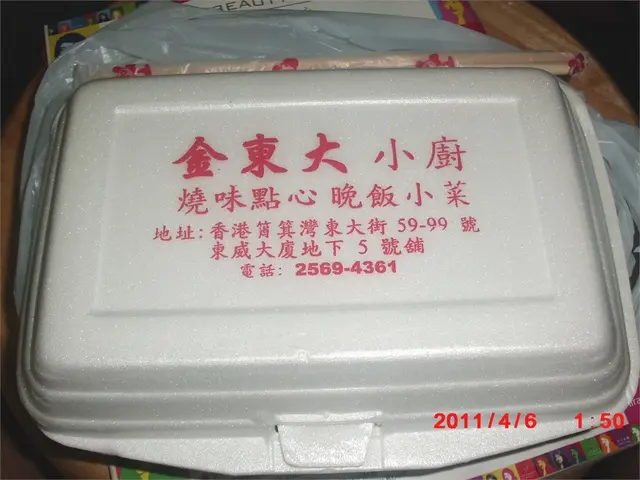 BEAUTY
金東大 小廚
燒味點心 晚飯小菜
地址: 香港筲箕灣東大街 59-99 號
東威大廈地下 5 號舖
電話: 2569-4361
2011/4/6 1:50